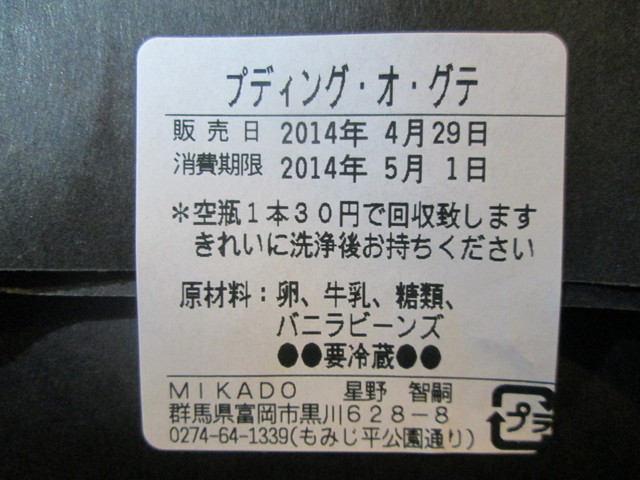 プディング・オ・グテ
販売日 2014年 4月29日
消費期限 2014年 5月 1日
*空瓶1本30円で回収致します
きれいに洗浄後お持ちください
原材料：卵、牛乳、糖類、
バニラビーンズ
●●要冷蔵●●
MIKADO 星野 智嗣
群馬県富岡市黒川628-8
0274-64-1339(もみじ平公園通り)
プラ